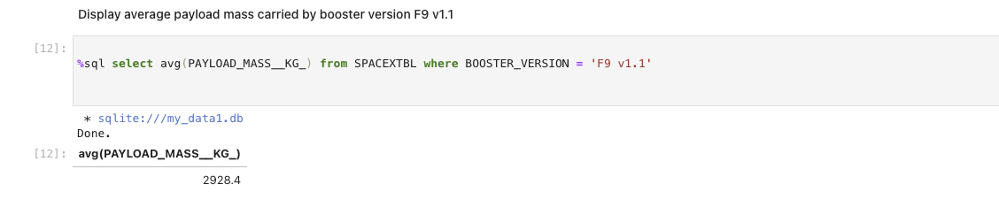 Display average payload mass carried by booster version F9 v1.1
[12]:
%sql select avg(PAYLOAD_MASS__KG_) from SPACEXTBL where BOOSTER_VERSION = 'F9 v1.1'
* sqlite:///my_data1.db
Done.
[12]: avg(PAYLOAD_MASS__KG_)
2928.4